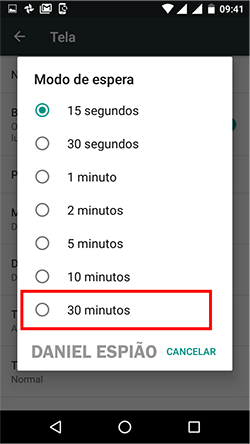 09:41
Tela
Modo de espera
15 segundos
30 segundos
1 minuto
2 minutos
5 minutos
10 minutos
30 minutos
DANIEL ESPIÃO
CANCELAR
Normal